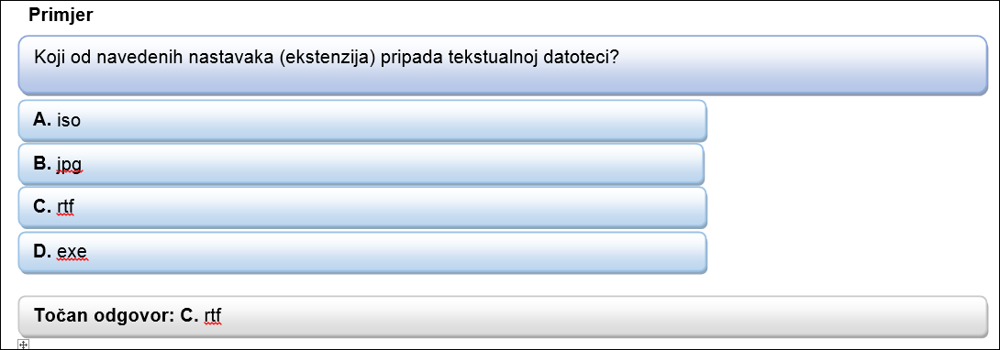 Primjer
Koji od navedenih nastavaka (ekstenzija) pripada tekstualnoj datoteci?
A. iso
B. jpg
C. rtf
D. exe
Točan odgovor: C. rtf